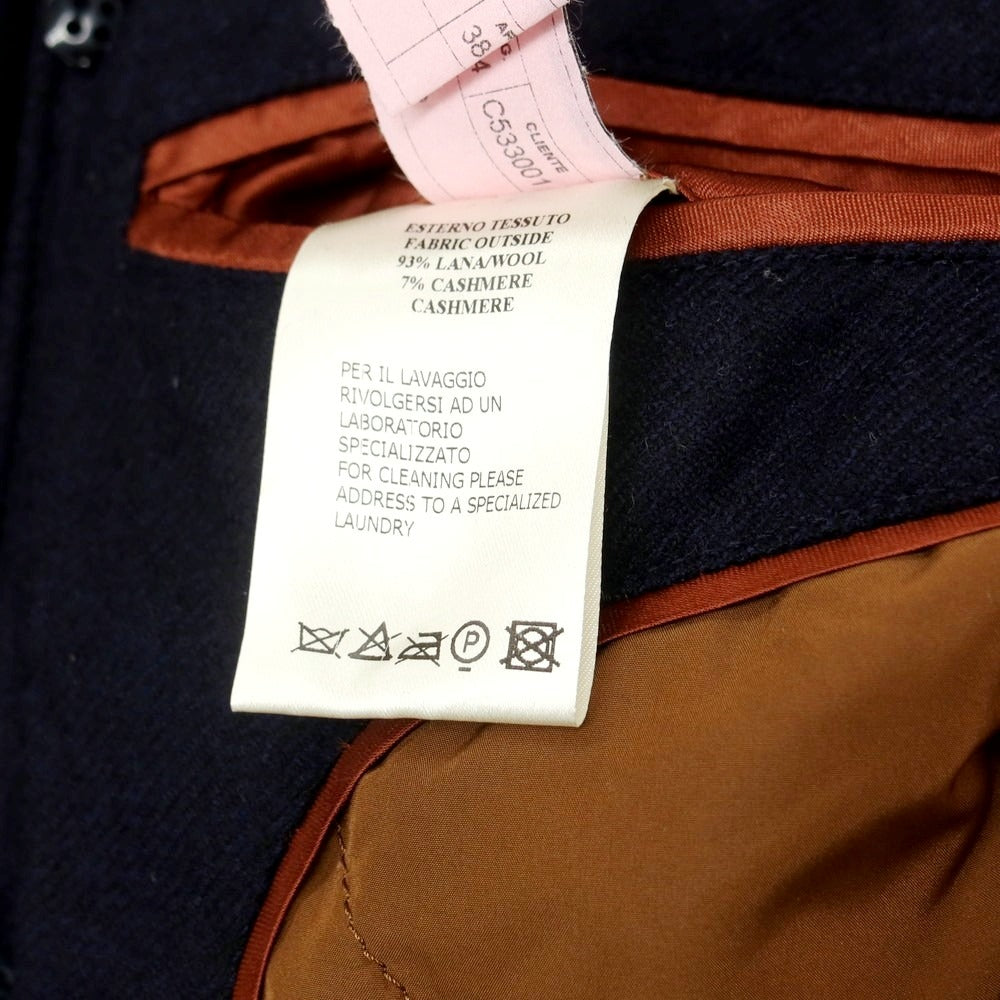 ART.
384
CLIENTE
C533001
ESTERNO TESSUTO
FABRIC OUTSIDE
93% LANA/WOOL
7% CASHMERE
CASHMERE
PER IL LAVAGGIO
RIVOLGERSI AD UN
LABORATORIO
SPECIALIZZATO
FOR CLEANING PLEASE
ADDRESS TO A SPECIALIZED
LAUNDRY
P